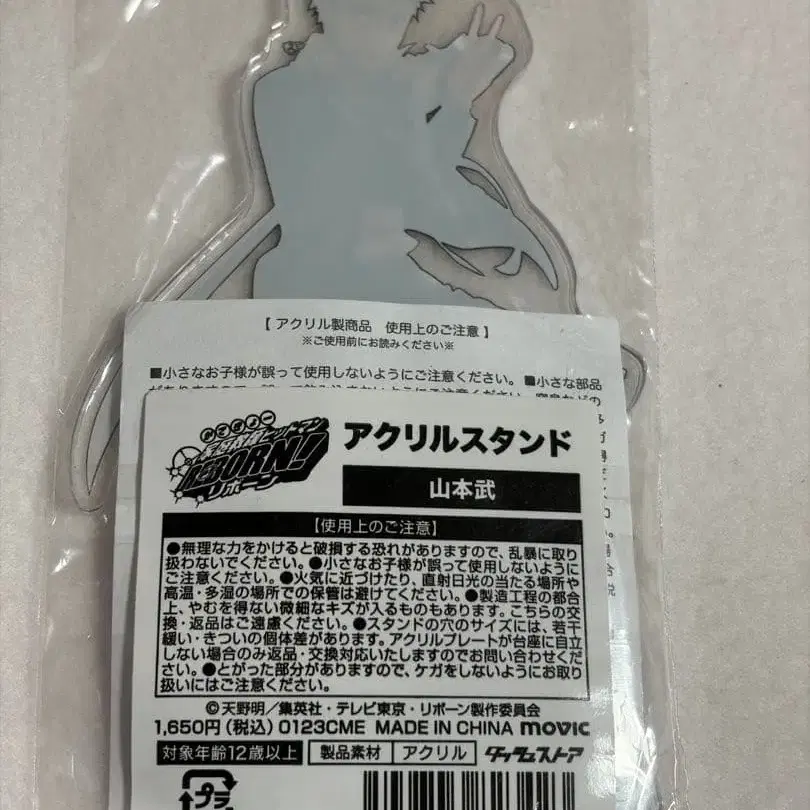 【 アクリル製商品　使用上のご注意 】
※ご使用前にお読みください※
■小さなお子様が誤って使用しないようにご注意ください。 ■小さな部品
かてきょー
REBORN!
リボーン
アクリルスタンド
山本武
【使用上のご注意】
●無理な力をかけると破損する恐れがありますので、乱暴に取り
扱わないでください。●小さなお子様が誤って使用しないように
ご注意ください。●火気に近づけたり、直射日光の当たる場所や
高温・多湿の場所での保管は避けてください。●製造工程の都合
上、やむを得ない微細なキズが入るものもあります。こちらの交
換・返品はご遠慮ください。●スタンドの穴のサイズには、若干
緩い・きついの個体差があります。アクリルプレートが台座に自立
しない場合のみ返品・交換対応いたしますのでお問い合わせくだ
さい。●とがった部分がありますので、ケガをしないようにお取り
扱いにはご注意ください。
©天野明／集英社・テレビ東京・リボーン製作委員会
1,650円（税込）0123CME MADE IN CHINA movic
対象年齢12歳以上 製品素材 アクリル
プラ